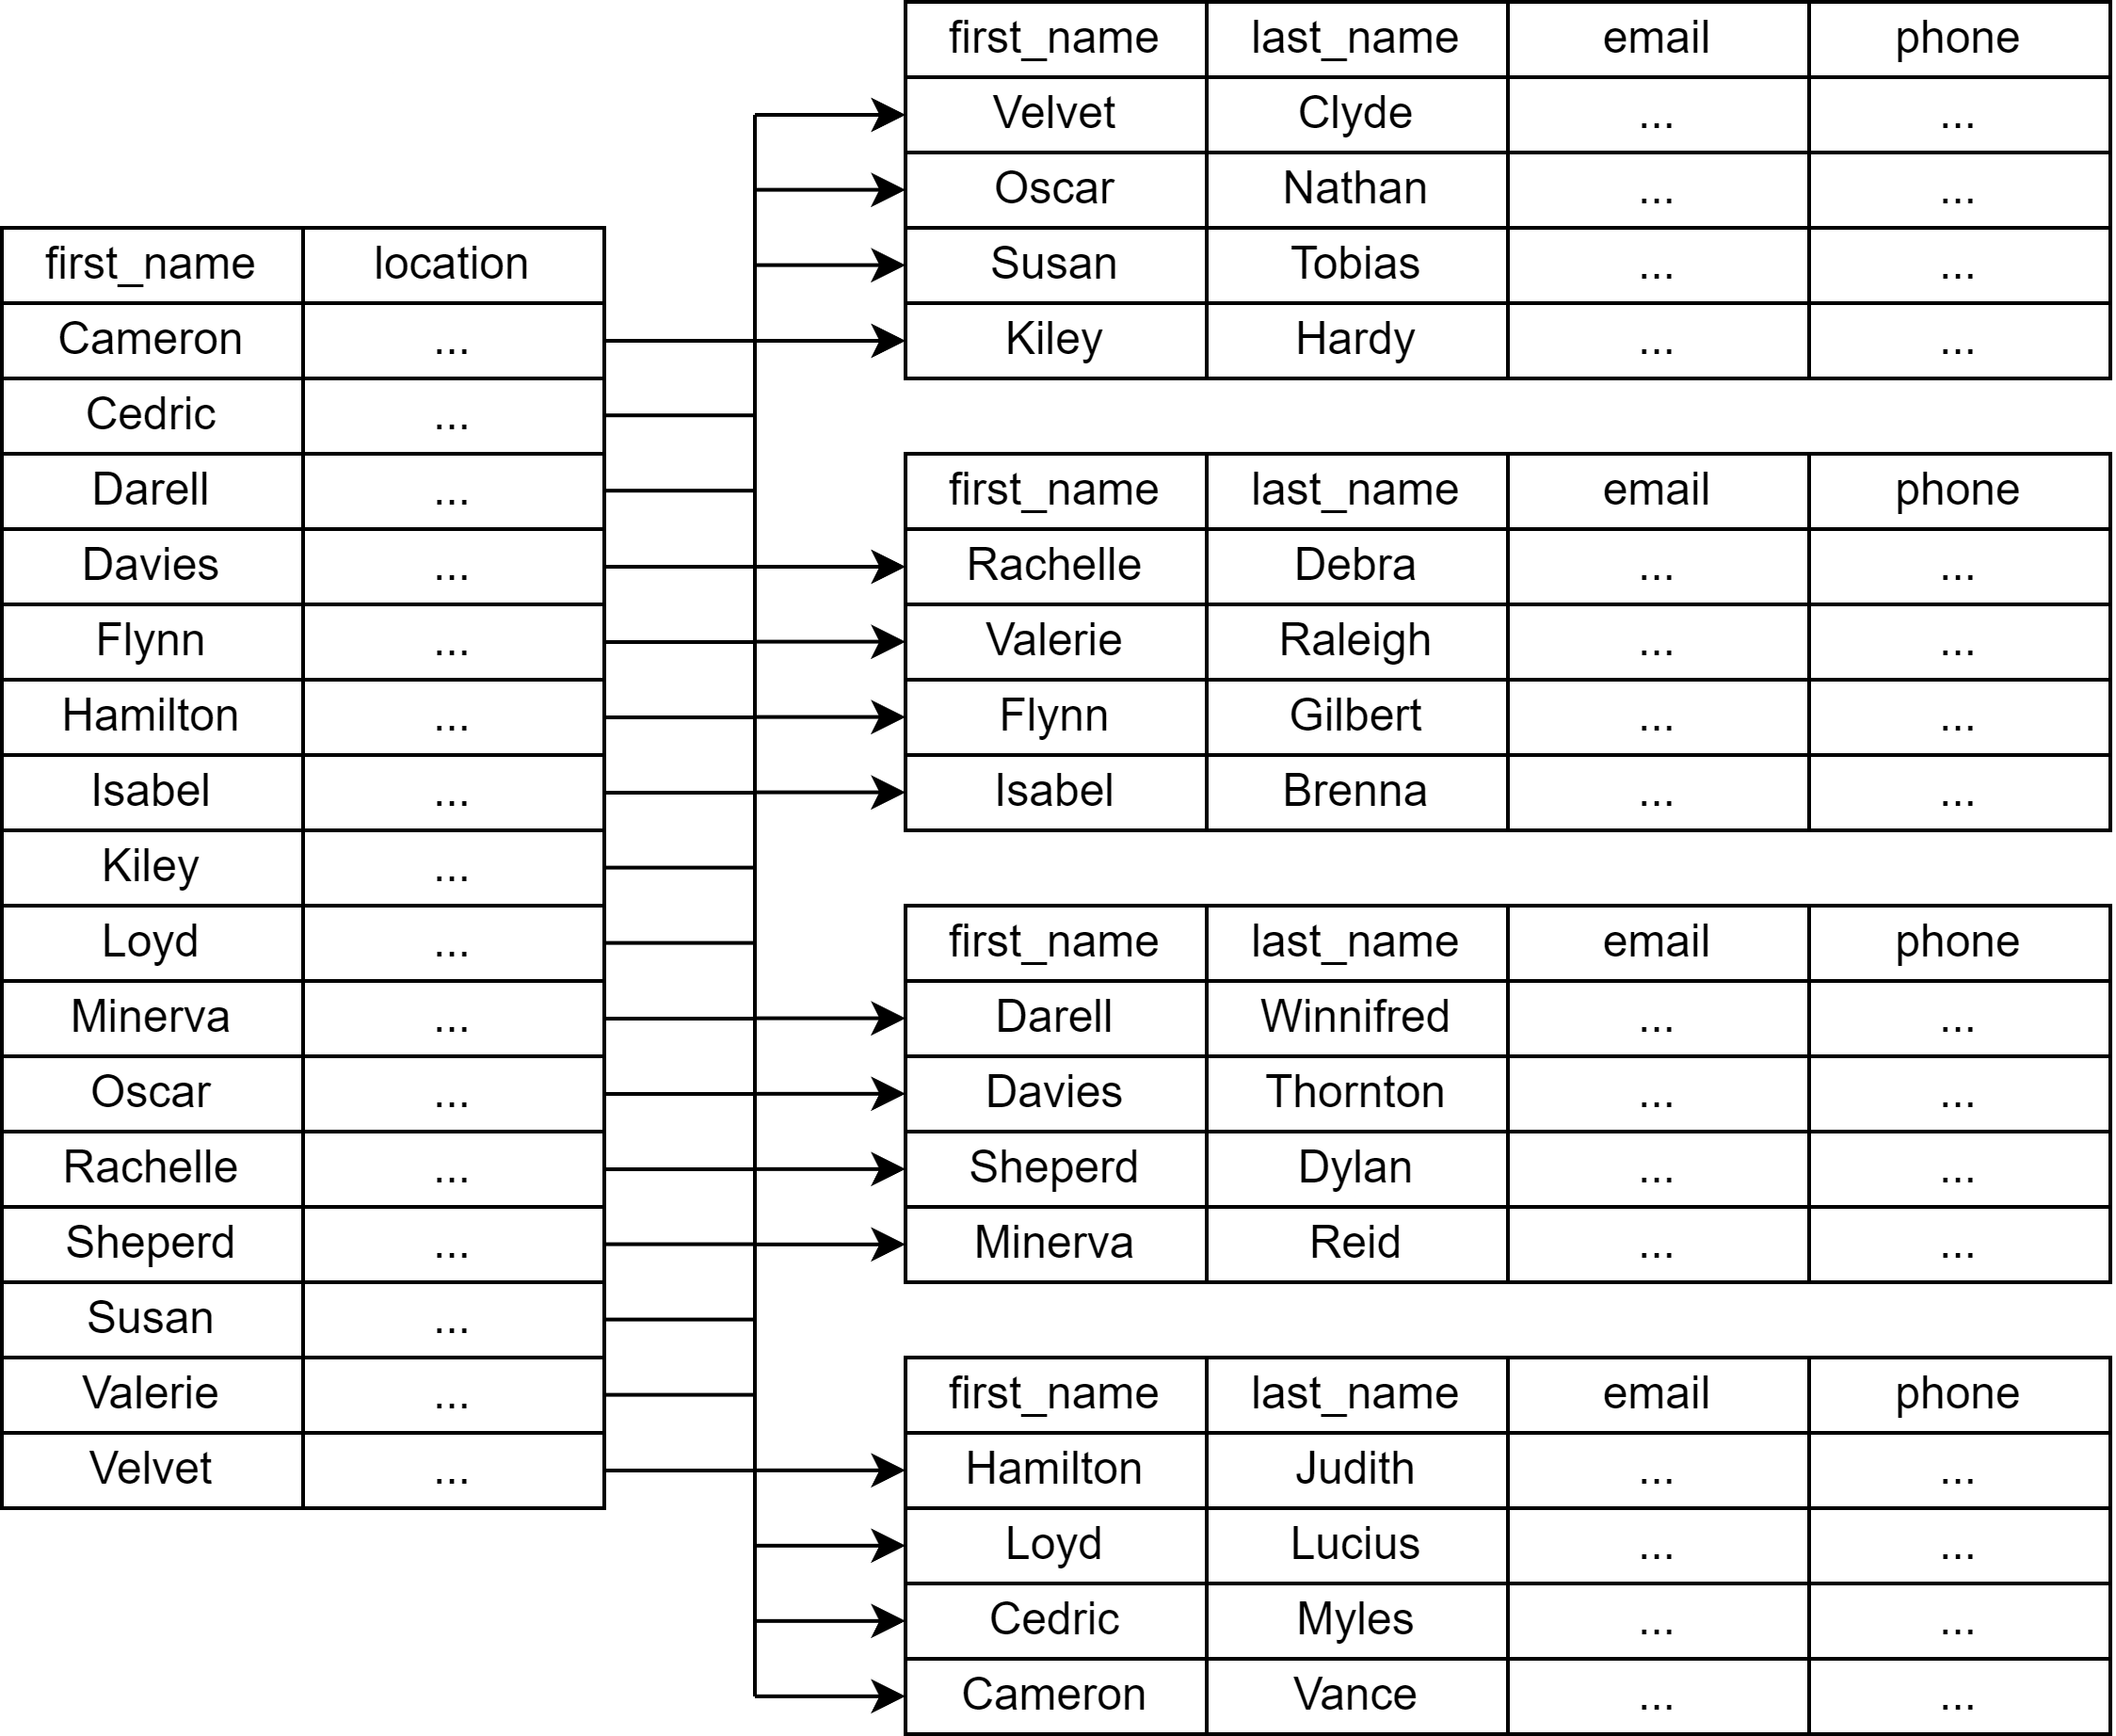 first_name location
Cameron ...
Cedric ...
Darell ...
Davies ...
Flynn ...
Hamilton ...
Isabel ...
Kiley ...
Loyd ...
Minerva ...
Oscar ...
Rachelle ...
Sheperd ...
Susan ...
Valerie ...
Velvet ...
first_name last_name email phone
Velvet Clyde ... ...
Oscar Nathan ... ...
Susan Tobias ... ...
Kiley Hardy ... ...
first_name last_name email phone
Rachelle Debra ... ...
Valerie Raleigh ... ...
Flynn Gilbert ... ...
Isabel Brenna ... ...
first_name last_name email phone
Darell Winnifred ... ...
Davies Thornton ... ...
Sheperd Dylan ... ...
Minerva Reid ... ...
first_name last_name email phone
Hamilton Judith ... ...
Loyd Lucius ... ...
Cedric Myles ... ...
Cameron Vance ... ...